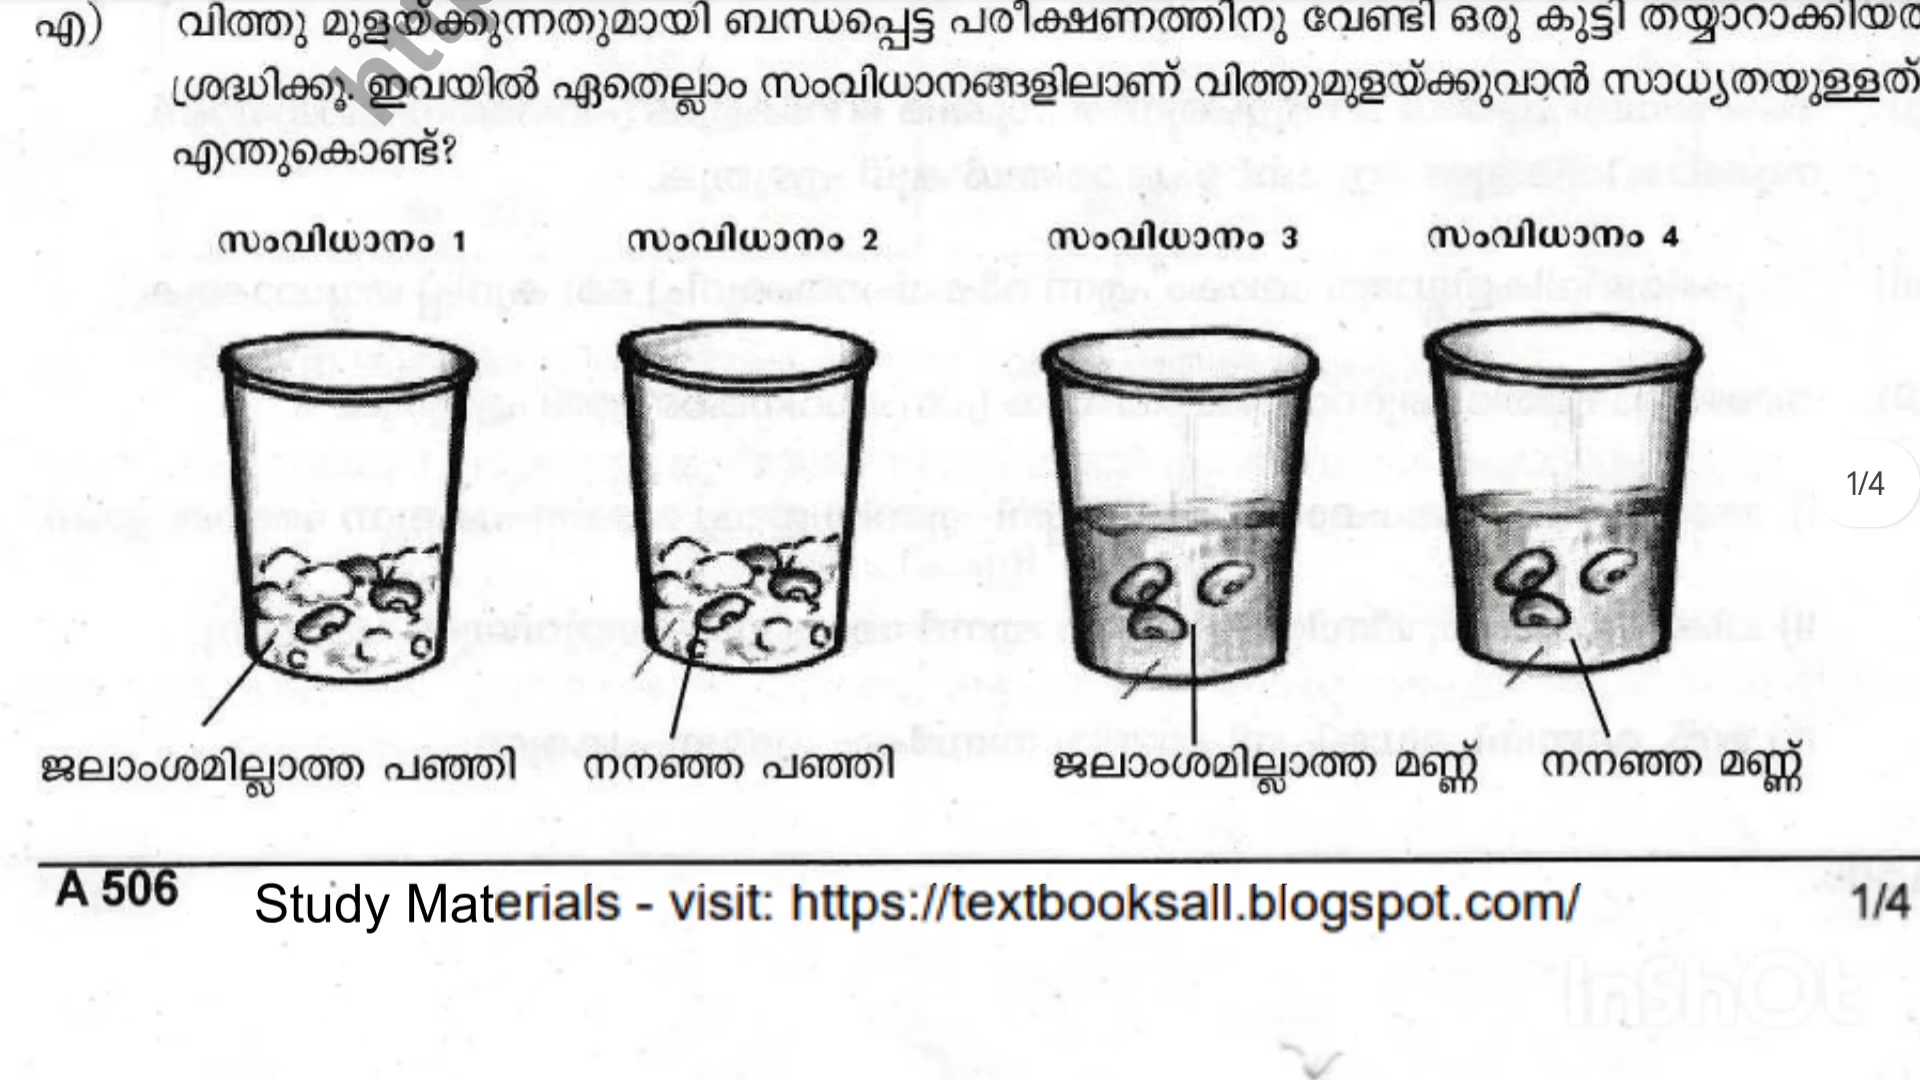 എ) വിത്തു മുളയ്ക്കുന്നതുമായി ബന്ധപ്പെട്ട പരീക്ഷണത്തിനു വേണ്ടി ഒരു കുട്ടി തയ്യാറാക്കിയത്
ശ്രദ്ധിക്കൂ. ഇവയിൽ ഏതെല്ലാം സംവിധാനങ്ങളിലാണ് വിത്തുമുളയ്ക്കുവാൻ സാധ്യതയുള്ളത്
എന്തുകൊണ്ട്?
സംവിധാനം 1 സംവിധാനം 2 സംവിധാനം 3 സംവിധാനം 4
1/4
ജലാംശമില്ലാത്ത പഞ്ഞി നനഞ്ഞ പഞ്ഞി ജലാംശമില്ലാത്ത മണ്ണ് നനഞ്ഞ മണ്ണ്
A 506 Study Materials - visit: https://textbooksall.blogspot.com/ 1/4
InShOt